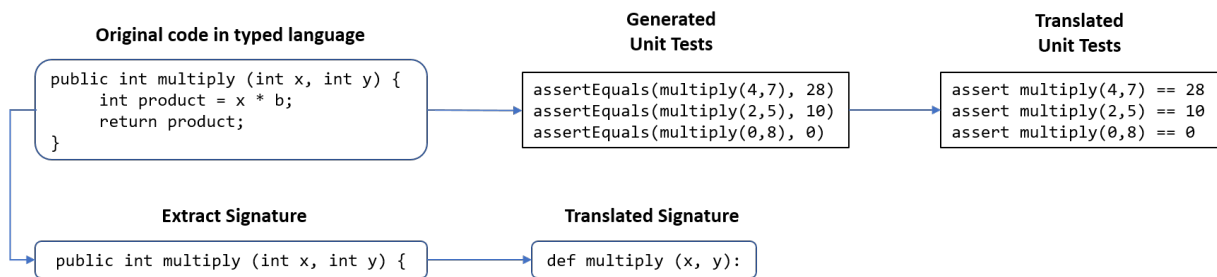 Original code in typed language
public int multiply (int x, int y) {
int product = x * b;
return product;
}
Generated
Unit Tests
assertEquals(multiply(4,7), 28)
assertEquals(multiply(2,5), 10)
assertEquals(multiply(0,8), 0)
Translated
Unit Tests
assert multiply(4,7) == 28
assert multiply(2,5) == 10
assert multiply(0,8) == 0
Extract Signature
public int multiply (int x, int y) {
Translated Signature
def multiply (x, y):